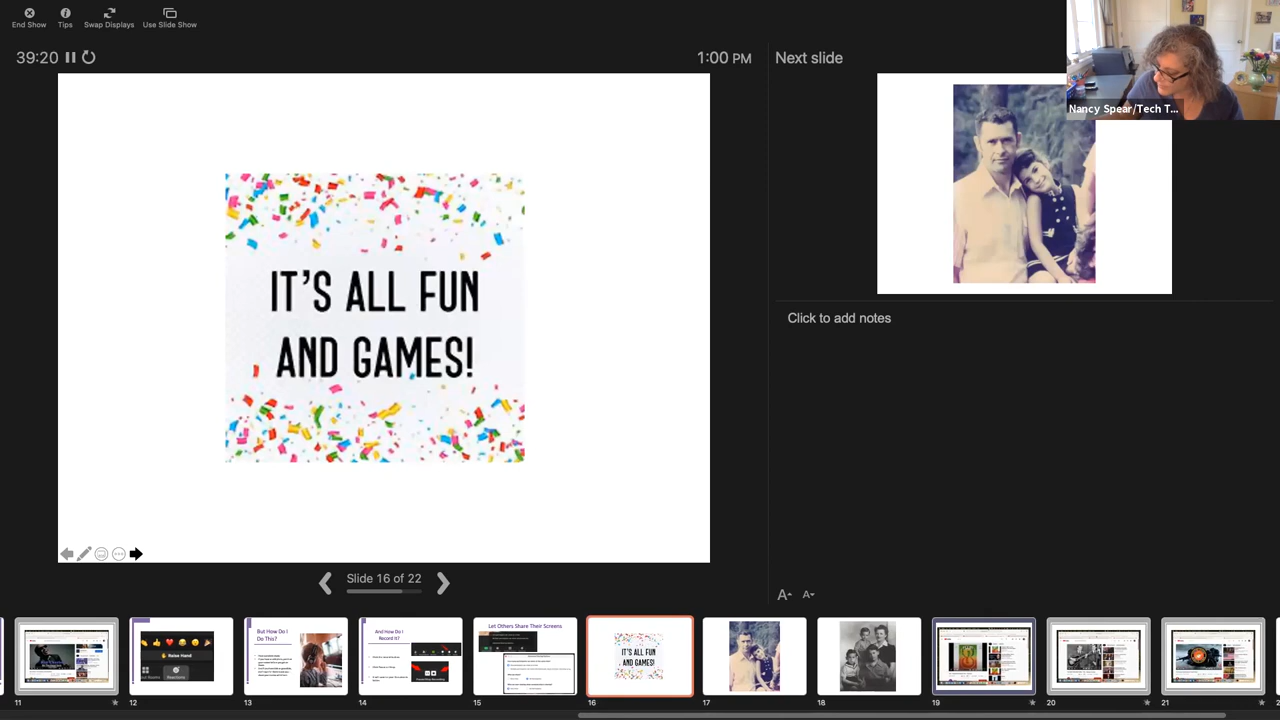 End Show
Tips
Swap Displays
Use Slide Show
39:20
1:00 PM
Next slide
Nancy Spear/Tech T...
IT'S ALL FUN
AND GAMES!
Click to add notes
Slide 16 of 22
A A
Raise Hand
Reactions
But How Do I
Do This?
And How Do I
Record It?
Let Others Share Their Screens
IT'S ALL FUN
AND GAMES!
11
12
13
14
15
16
17
18
19
20
21